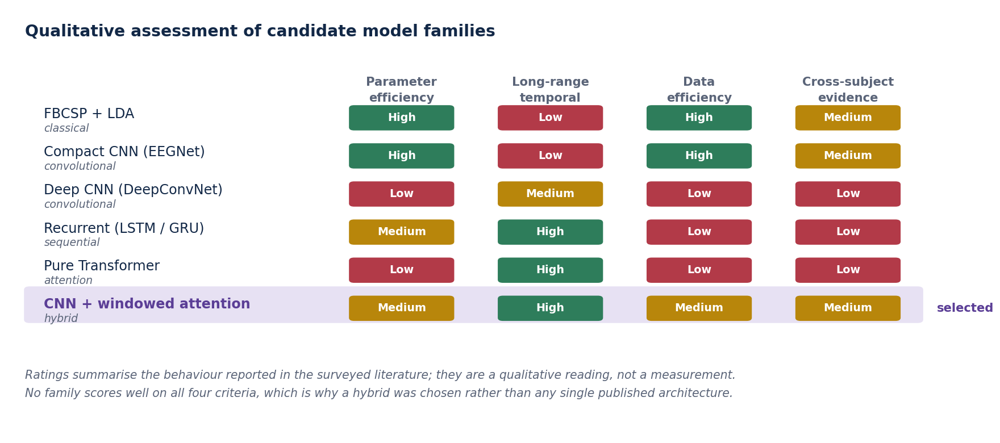 Qualitative assessment of candidate model families
Parameter efficiency Long-range temporal Data efficiency Cross-subject evidence
FBCSP + LDA High Low High Medium
classical
Compact CNN (EEGNet) High Low High Medium
convolutional
Deep CNN (DeepConvNet) Low Medium Low Low
convolutional
Recurrent (LSTM / GRU) Medium High Low Low
sequential
Pure Transformer Low High Low Low
attention
CNN + windowed attention Medium High Medium Medium selected
hybrid
Ratings summarise the behaviour reported in the surveyed literature; they are a qualitative reading, not a measurement.
No family scores well on all four criteria, which is why a hybrid was chosen rather than any single published architecture.